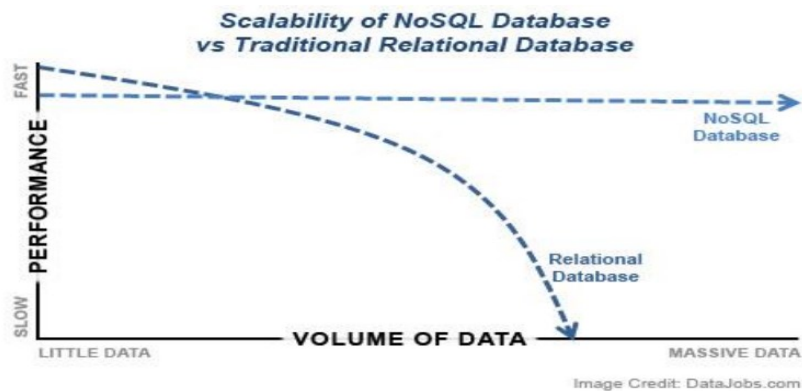 Scalability of NoSQL Database
vs Traditional Relational Database
FAST
PERFORMANCE
SLOW
NoSQL
Database
Relational
Database
VOLUME OF DATA
LITTLE DATA
MASSIVE DATA
Image Credit: DataJobs.com